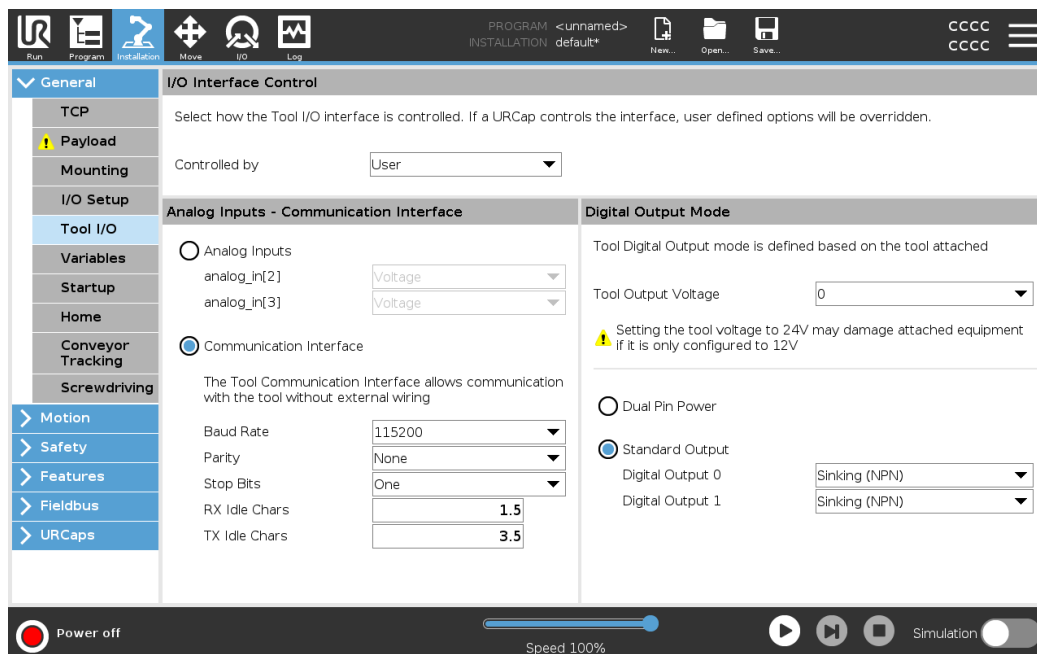 PROGRAM <unnamed>
INSTALLATION default*
UR
Run
Program
Installation
Move
I/O
Log
New...
Open...
Save...
CCCC
CCCC
General
TCP
Payload
Mounting
I/O Setup
Tool I/O
Variables
Startup
Home
Conveyor
Tracking
Screwdriving
Motion
Safety
Features
Fieldbus
URCaps
I/O Interface Control
Select how the Tool I/O interface is controlled. If a URCap controls the interface, user defined options will be overridden.
Controlled by User
Analog Inputs - Communication Interface
Analog Inputs
analog_in[2] Voltage
analog_in[3] Voltage
Communication Interface
The Tool Communication Interface allows communication
with the tool without external wiring
Baud Rate 115200
Parity None
Stop Bits One
RX Idle Chars 1.5
TX Idle Chars 3.5
Digital Output Mode
Tool Digital Output mode is defined based on the tool attached
Tool Output Voltage 0
Setting the tool voltage to 24V may damage attached equipment
if it is only configured to 12V
Dual Pin Power
Standard Output
Digital Output 0 Sinking (NPN)
Digital Output 1 Sinking (NPN)
Power off
Speed 100%
Simulation